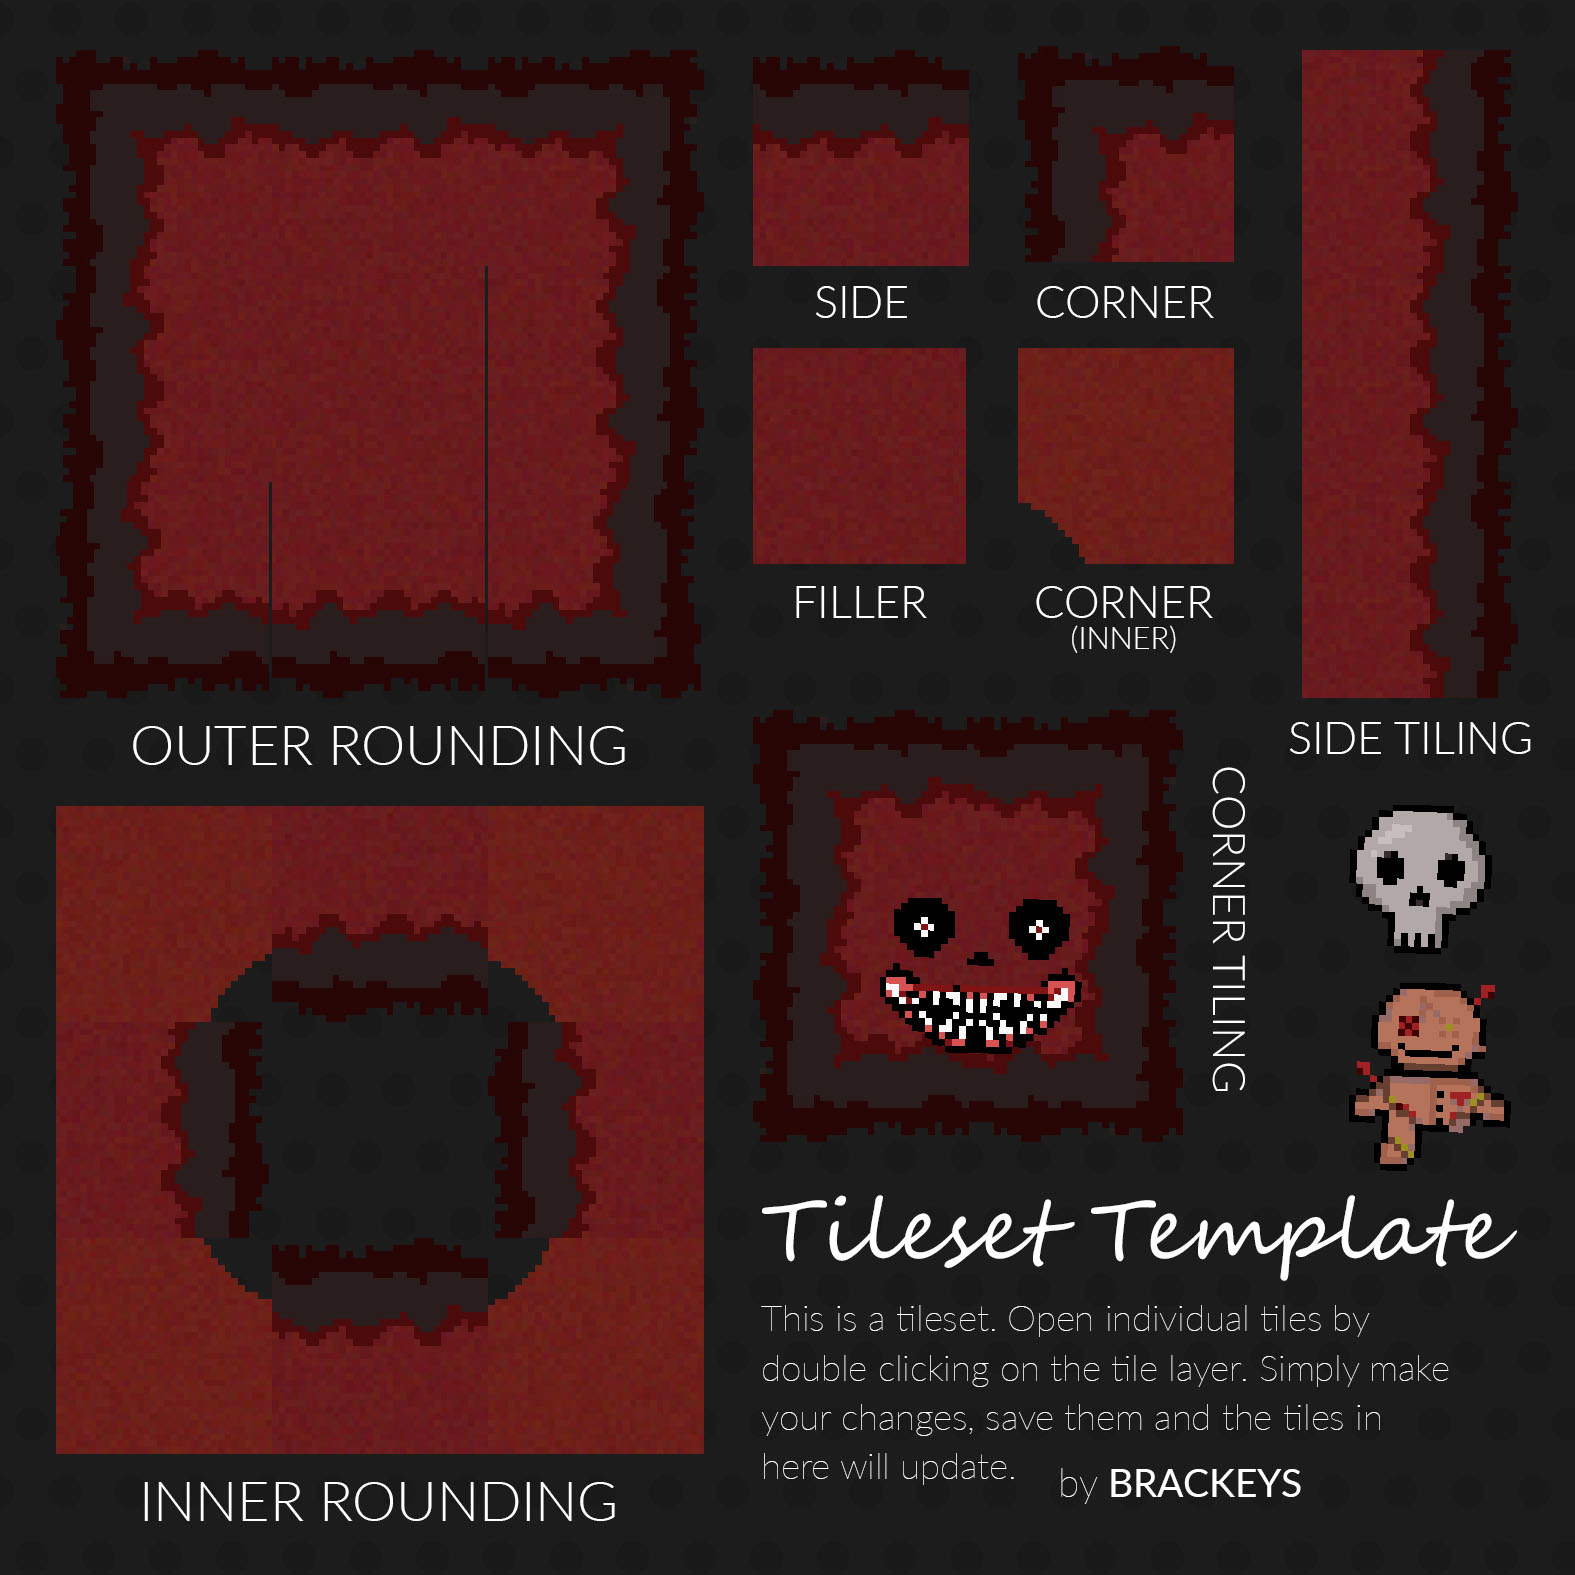 SIDE
CORNER
FILLER
CORNER
(INNER)
OUTER ROUNDING
SIDE TILING
CORNER TILING
INNER ROUNDING
Tileset Template
This is a tileset. Open individual tiles by
double clicking on the tile layer. Simply make
your changes, save them and the tiles in
here will update.
by BRACKEYS